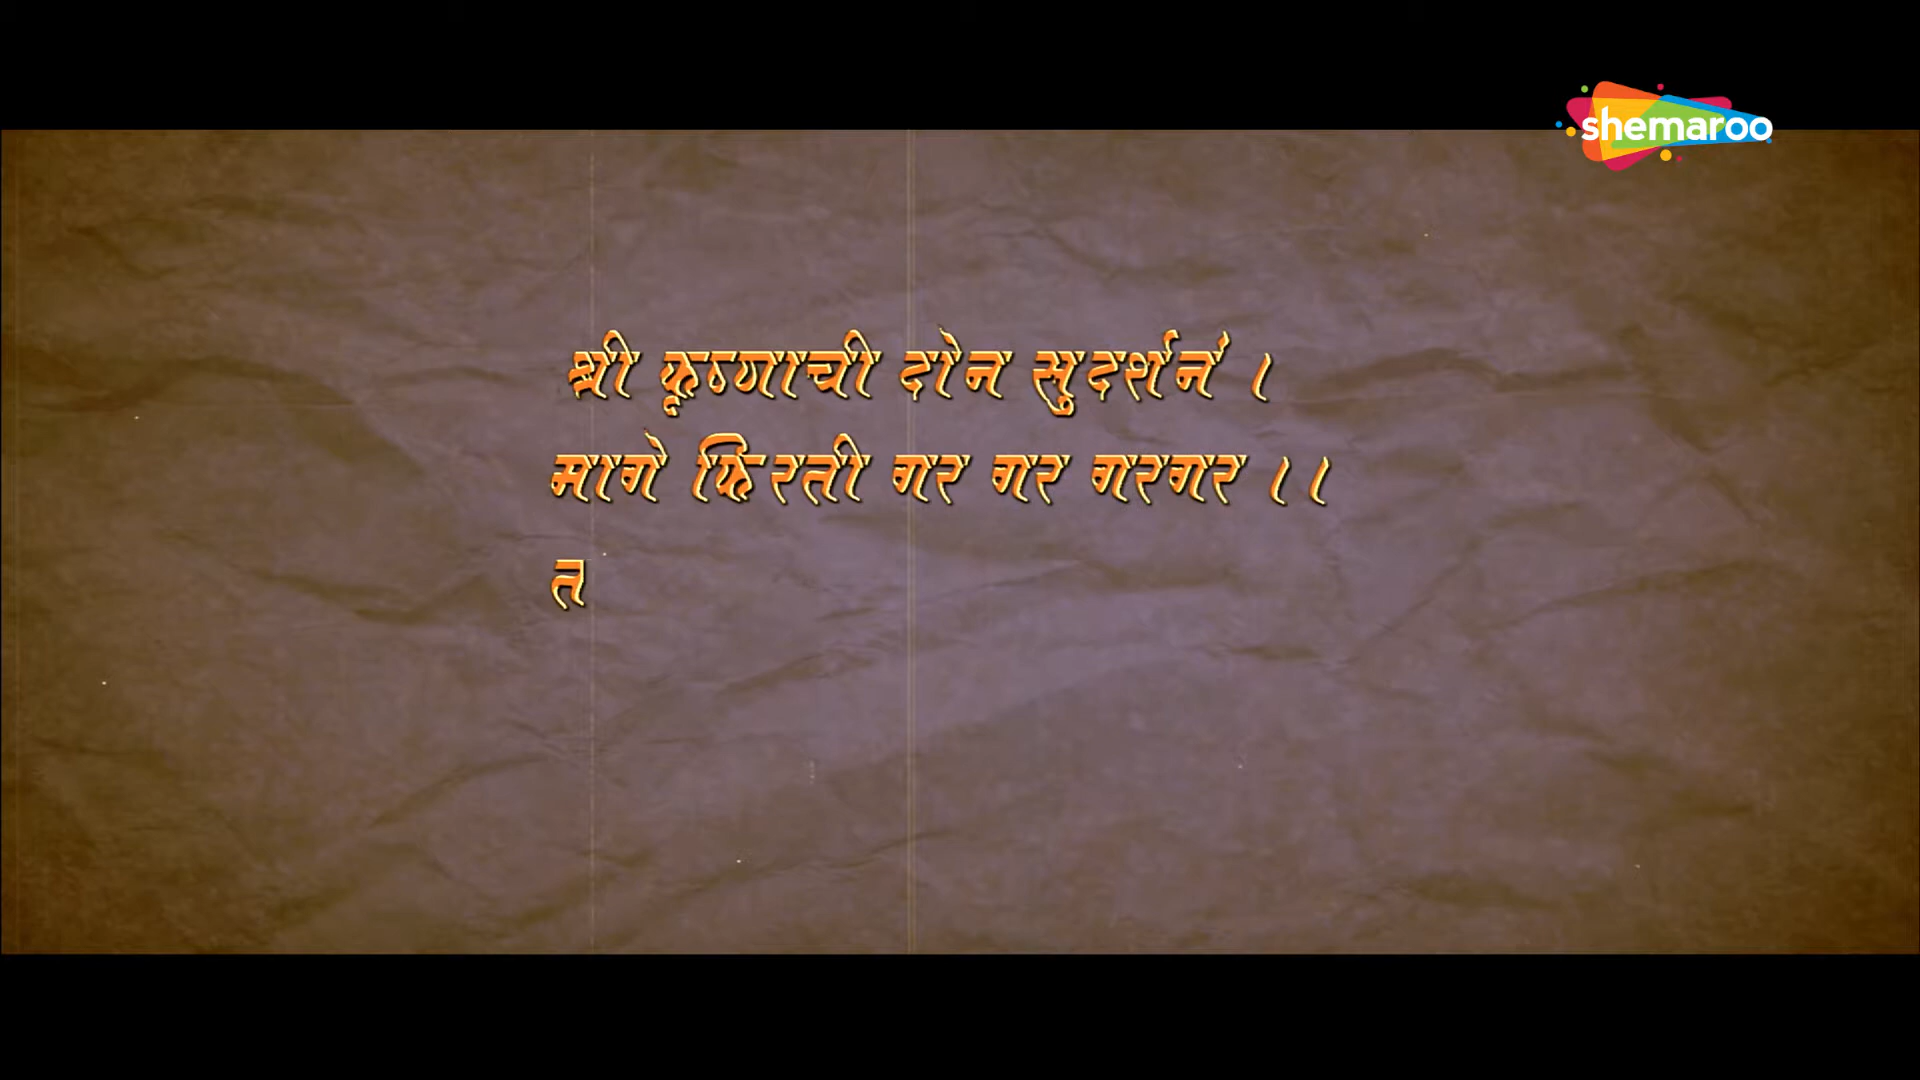 shemaroo
श्री कृष्णाची दोन सुदर्शनं ।
मागे फिरती गर गर गरगर ।।
त